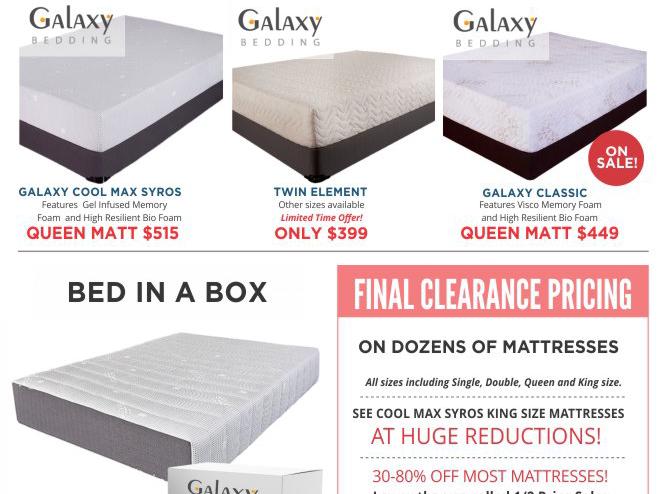 Galaxy
BEDDING
Galaxy
BEDDING
Galaxy
BEDDING
ON
SALE!
GALAXY COOL MAX SYROS
Features Gel Infused Memory
Foam and High Resilient Bio Foam
QUEEN MATT $515
TWIN ELEMENT
Other sizes available
Limited Time Offer!
ONLY $399
GALAXY CLASSIC
Features Visco Memory Foam
and High Resilient Bio Foam
QUEEN MATT $449
BED IN A BOX
Galaxy
FINAL CLEARANCE PRICING
ON DOZENS OF MATTRESSES
All sizes including Single, Double, Queen and King size.
SEE COOL MAX SYROS KING SIZE MATTRESSES
AT HUGE REDUCTIONS!
30-80% OFF MOST MATTRESSES!